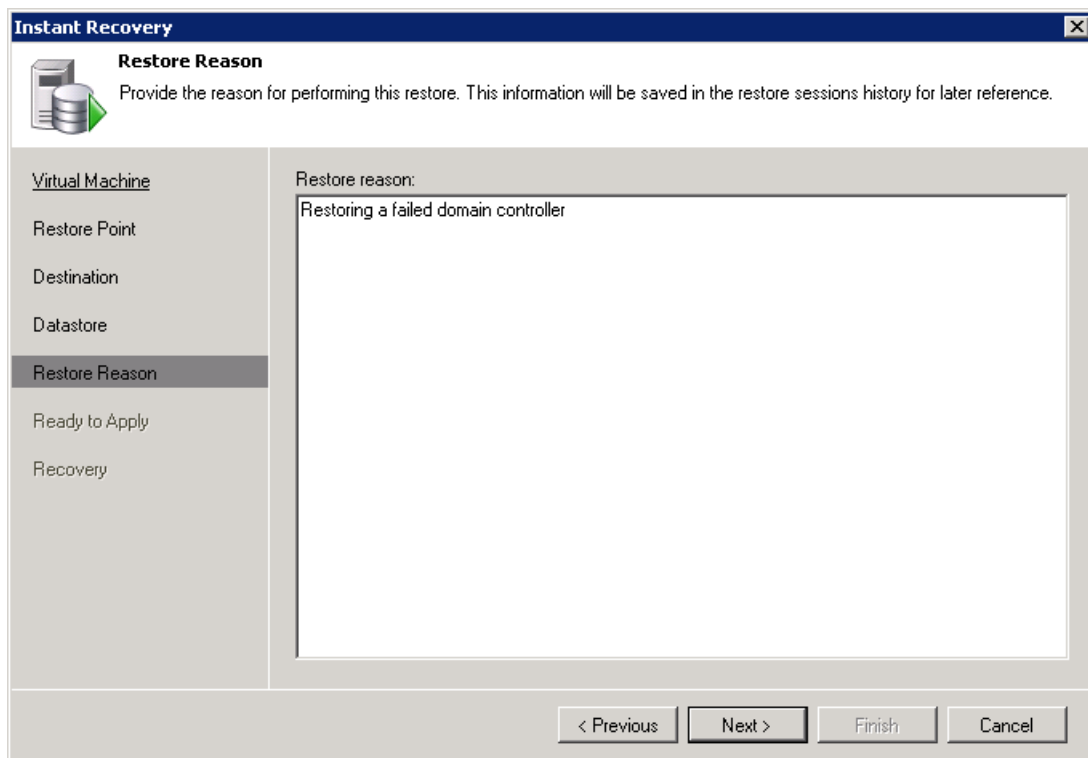 Instant Recovery
Restore Reason
Provide the reason for performing this restore. This information will be saved in the restore sessions history for later reference.
Virtual Machine
Restore Point
Destination
Datastore
Restore Reason
Ready to Apply
Recovery
Restore reason:
Restoring a failed domain controller
< Previous
Next >
Finish
Cancel